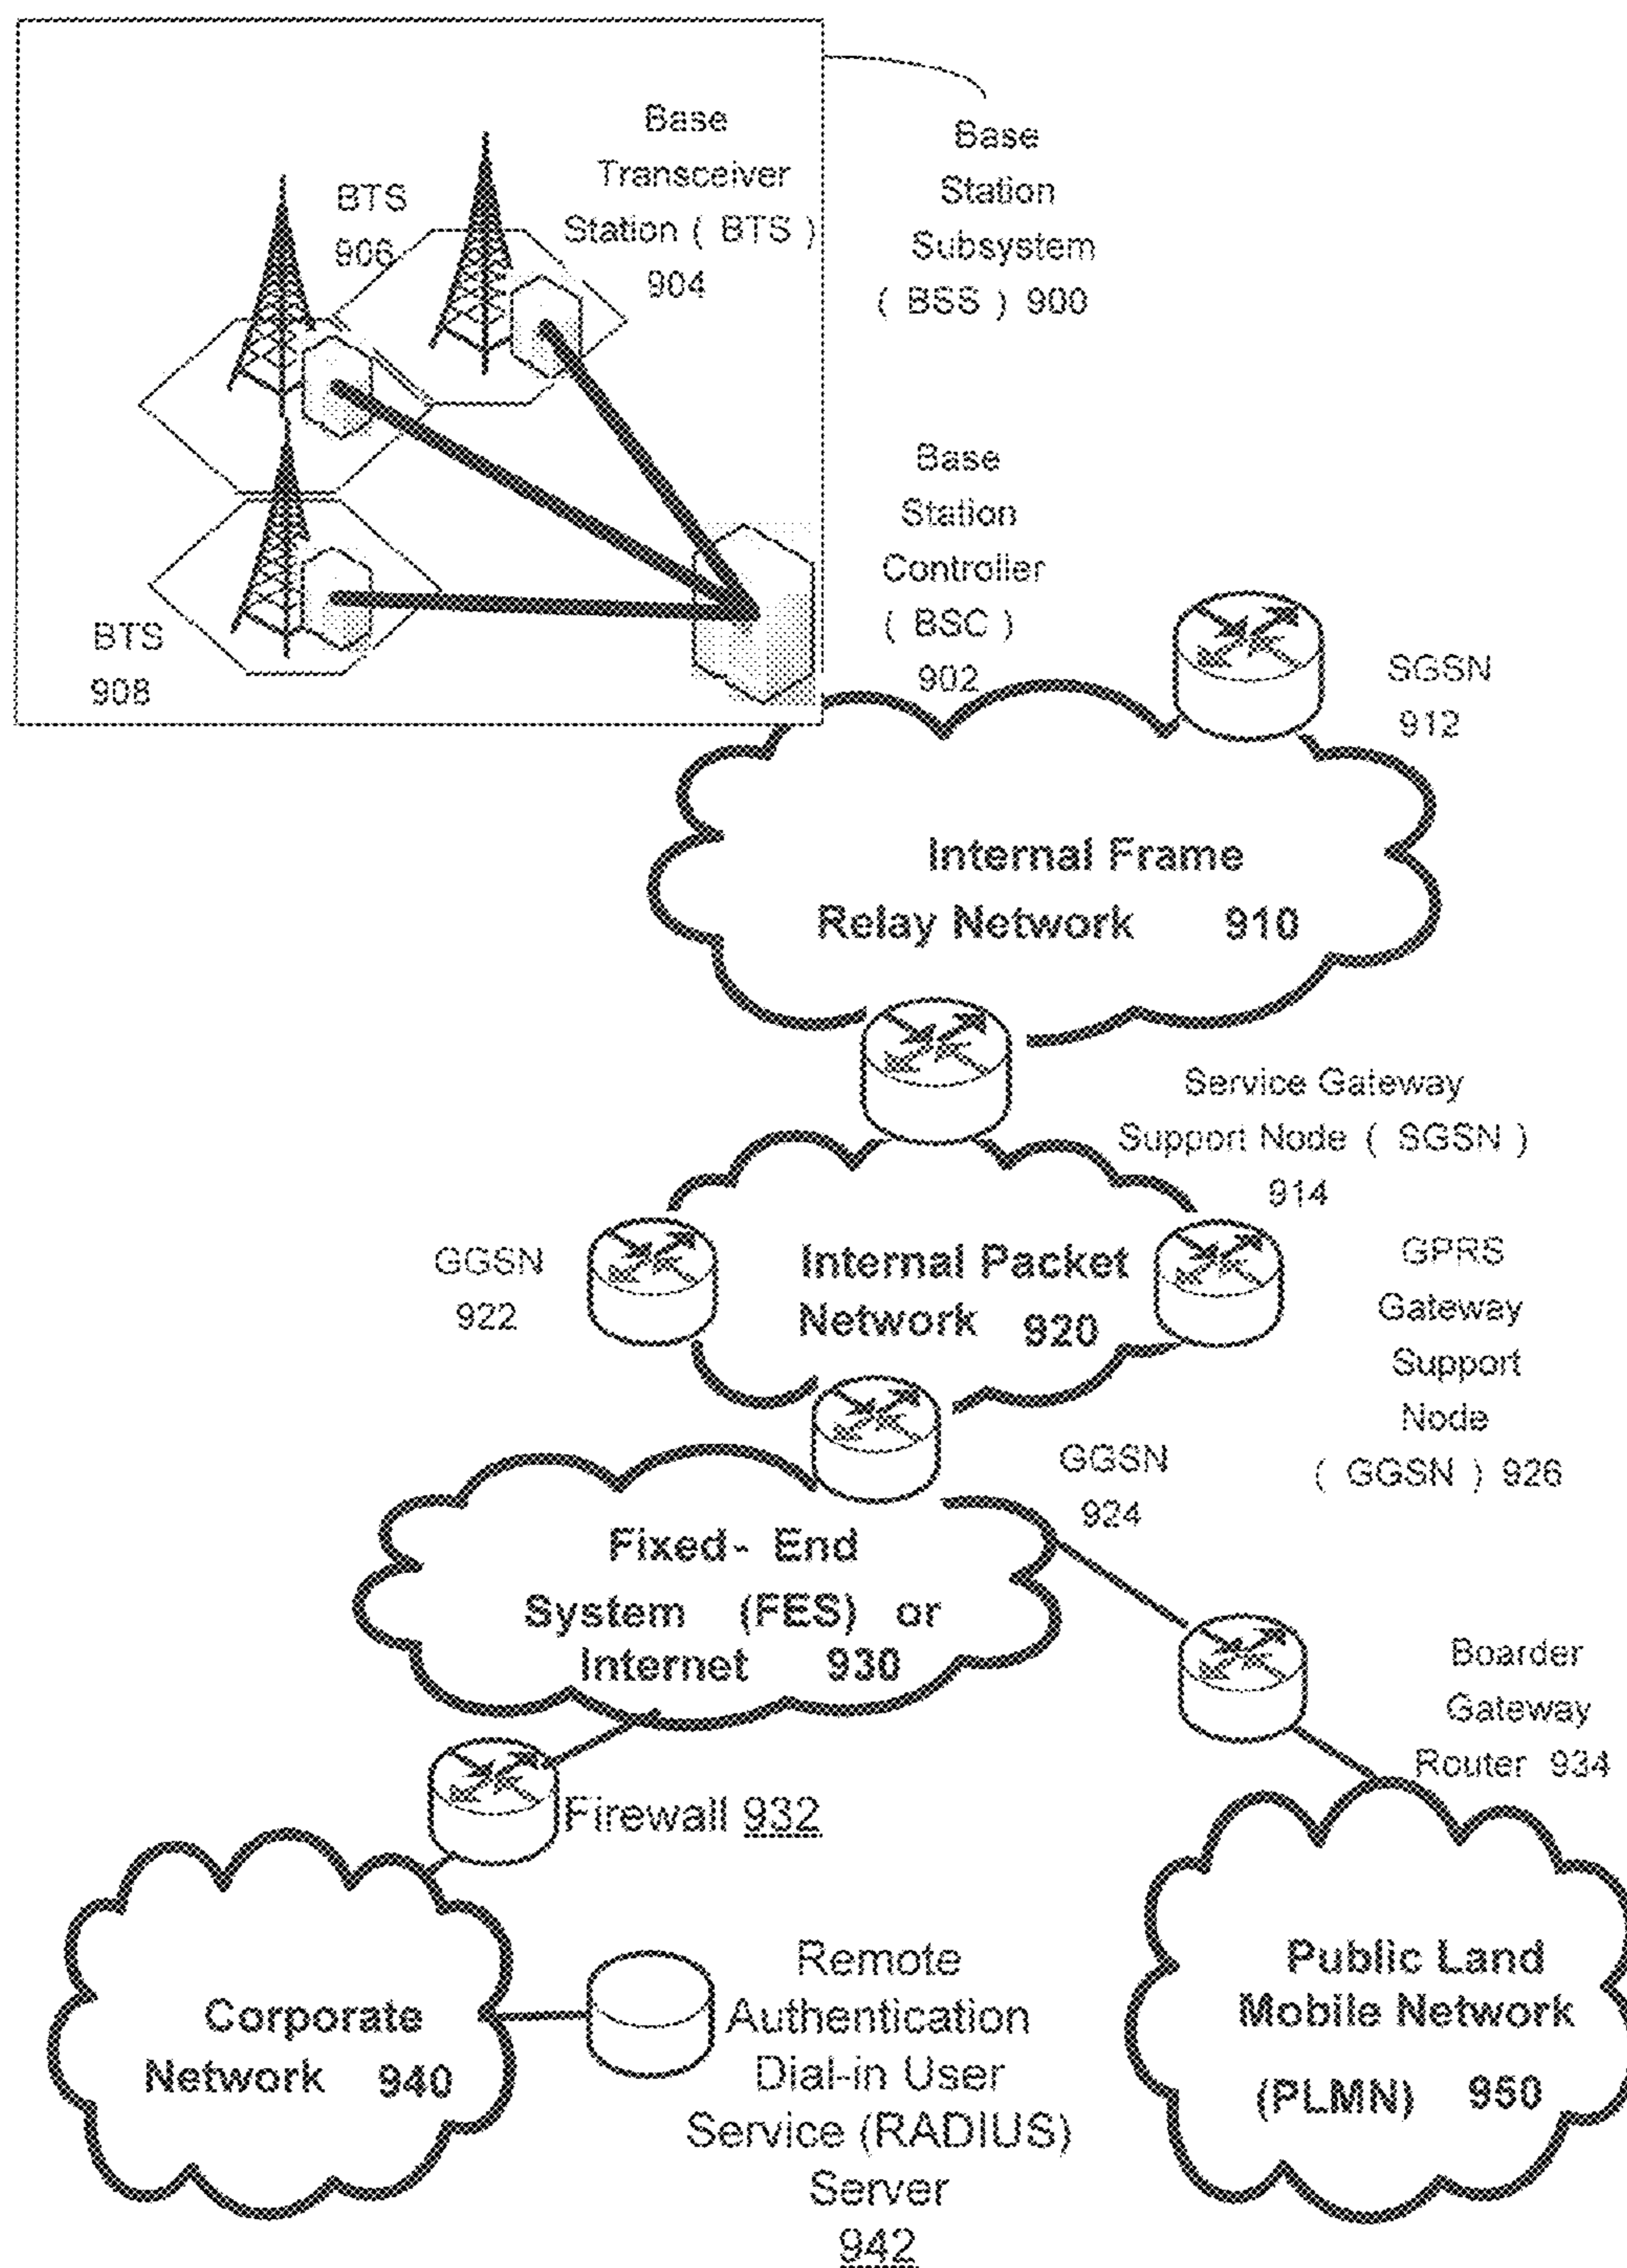 Base
Transceiver
Station ( BTS )
904
BTS
906
BTS
908
Base
Station
Subsystem
( BSS ) 900
Base
Station
Controller
( BSC )
902
SGSN
912
Internal Frame
Relay Network 910
Service Gateway
Support Node ( SGSN )
914
GGSN
922
Internal Packet
Network 920
GPRS
Gateway
Support
Node
( GGSN ) 926
GGSN
924
Fixed- End
System (FES) or
Internet 930
Boarder
Gateway
Router 934
Firewall 932
Corporate
Network 940
Remote
Authentication
Dial-in User
Service (RADIUS)
Server
942
Public Land
Mobile Network
(PLMN) 950